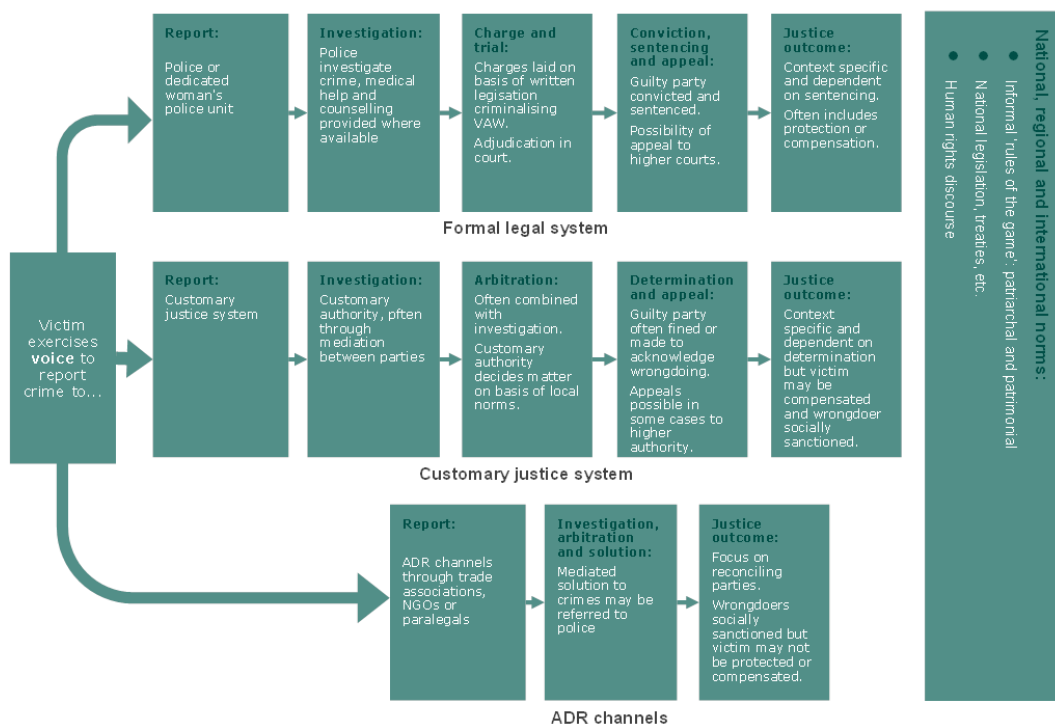 Report:
Police or
dedicated
woman's
police unit
Investigation:
Police
investigate
crime, medical
help and
counselling
provided where
available
Charge and
trial:
Charges laid on
basis of written
legisation
criminalising
VAW.
Adjudication in
court.
Conviction,
sentencing
and appeal:
Guilty party
convicted and
sentenced.
Possibility of
appeal to
higher courts.
Justice
outcome:
Context specific
and dependent
on sentencing.
Often includes
protection or
compensation.
Formal legal system
Victim
exercises
voice to
report
crime to...
Report:
Customary
justice system
Investigation:
Customary
authority, pften
through
mediation
between parties
Arbitration:
Often combined
with
investigation.
Customary
authority
decides matter
on basis of local
norms.
Determination
and appeal:
Guilty party
often fined or
made to
acknowledge
wrongdoing.
Appeals
possible in
some cases to
higher
authority.
Justice
outcome:
Context
specific and
dependent on
determination
but victim
may be
compensated
and wrongdoer
socially
sanctioned.
Customary justice system
Report:
ADR channels
through trade
associations,
NGOs or
paralegals
Investigation,
arbitration
and solution:
Mediated
solution to
crimes may be
referred to
police
Justice
outcome:
Focus on
reconciling
parties.
Wrongdoers
socially
sanctioned but
victim may not
be protected or
compensated.
ADR channels
National, regional and international norms:
● Informal 'rules of the game': patriarchal and patrimonial
● National legislation, treaties, etc.
● Human rights discourse